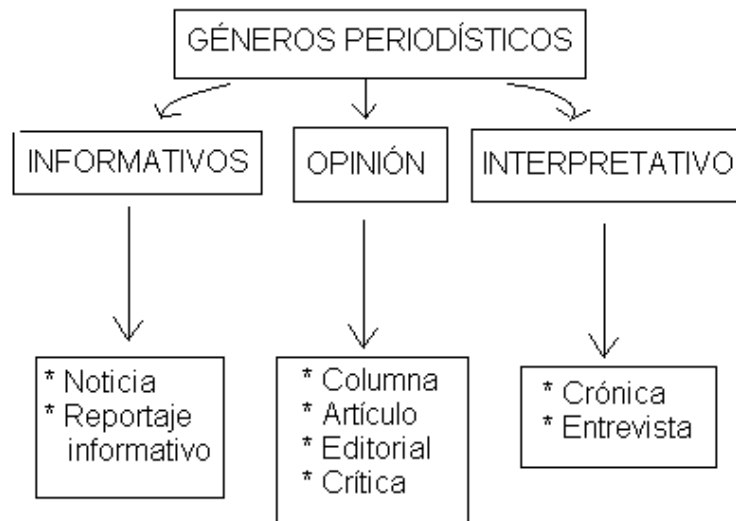 GÉNEROS PERIODÍSTICOS
INFORMATIVOS
OPINIÓN
INTERPRETATIVO
* Noticia
* Reportaje
informativo
* Columna
* Artículo
* Editorial
* Crítica
* Crónica
* Entrevista